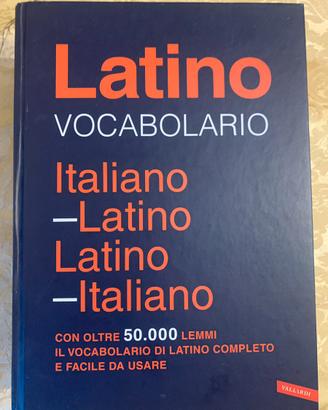 Latino
VOCABOLARIO
Italiano
–Latino
Latino
–Italiano
CON OLTRE 50.000 LEMMI
IL VOCABOLARIO DI LATINO COMPLETO
E FACILE DA USARE
VALLARDI